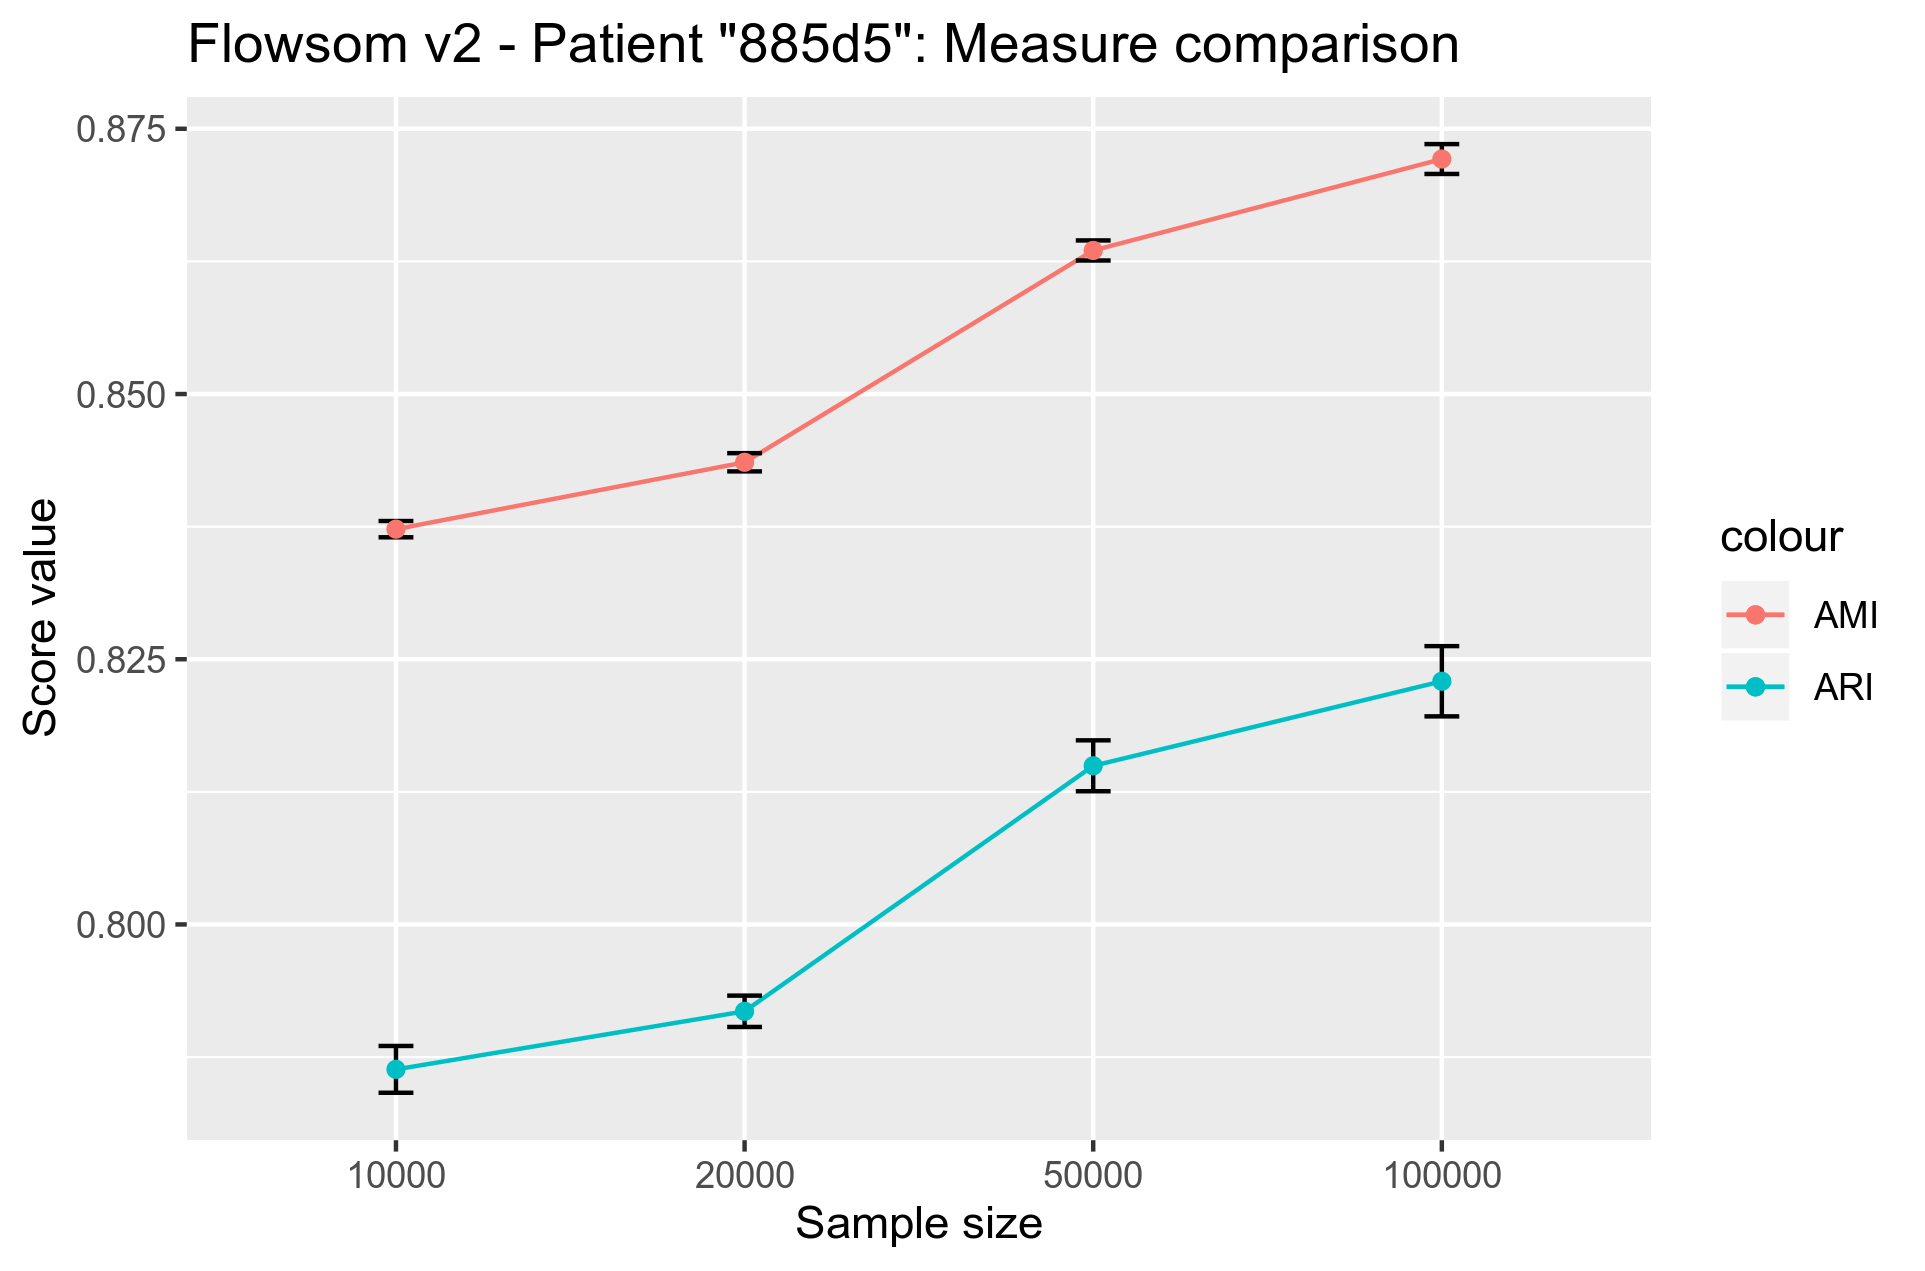 Flowsom v2 - Patient "885d5": Measure comparison
0.875
0.850
0.825
0.800
Score value
10000 20000 50000 100000
Sample size
colour
AMI
ARI